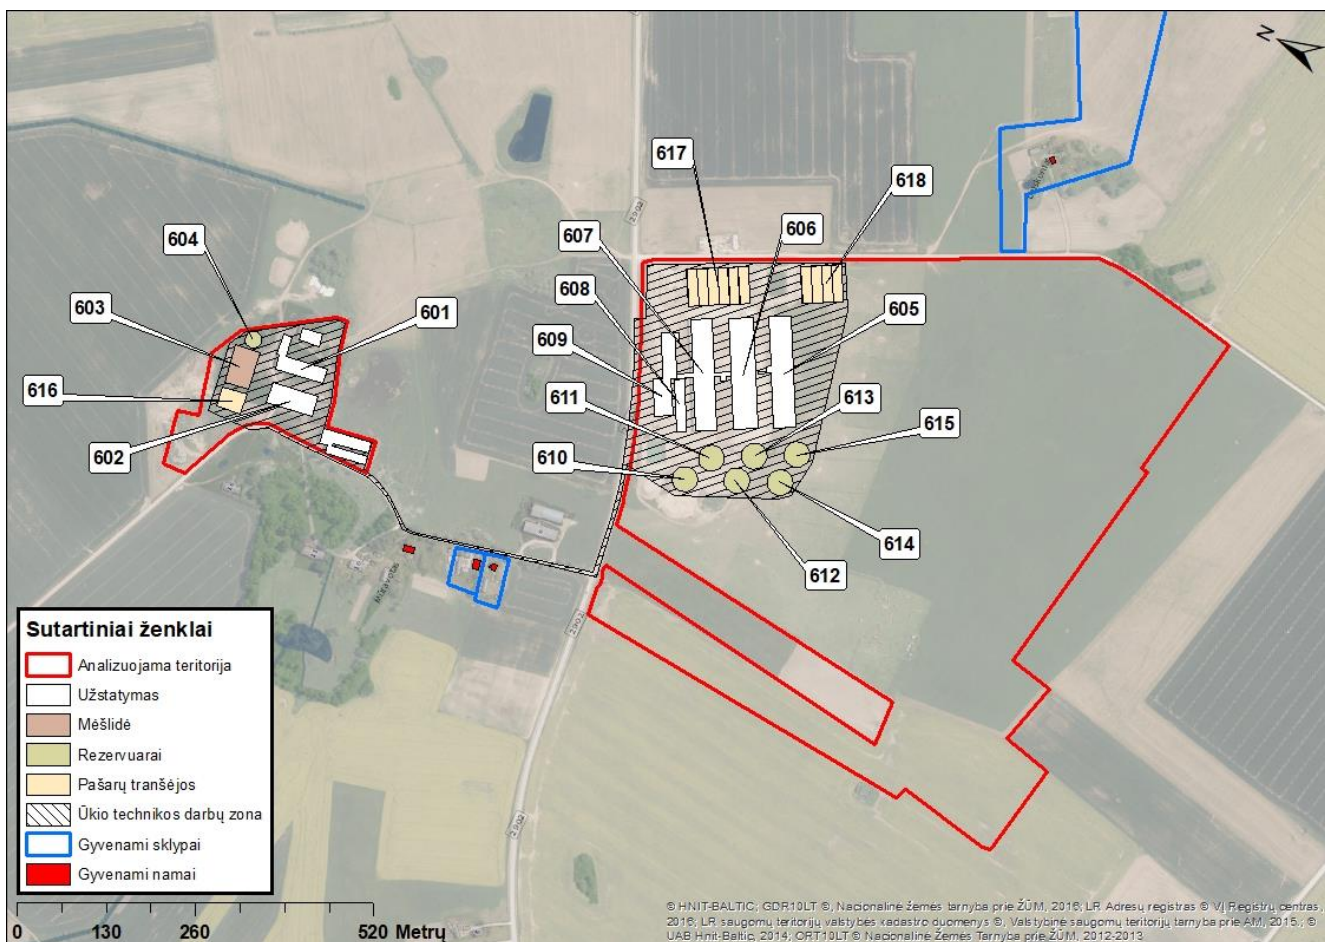 N
617
618
2902
604
607
606
608
603
601
605
609
616
611
613
615
602
610
614
612
Mūravotas
2902
Sutartiniai ženklai
Analizuojama teritorija
Užstatymas
Mėšlidė
Rezervuarai
Pašarų tranšėjos
Ūkio technikos darbų zona
Gyvenami sklypai
Gyvenami namai
2902
0 130 260 520 Metrų
© HNIT-BALTIC; GDR10LT ©, Nacionalinė žemės tarnyba prie ŽŪM, 2016; LR Adresų registras © VĮ Registrų centras,
2016; LR saugomų teritorijų valstybės kadastro duomenys ©, Valstybinė saugomų teritorijų tarnyba prie AM, 2015.; ©
UAB Hnit-Baltic, 2014; ORT10LT © Nacionalinė Žemės Tarnyba prie ŽŪM, 2012-2013